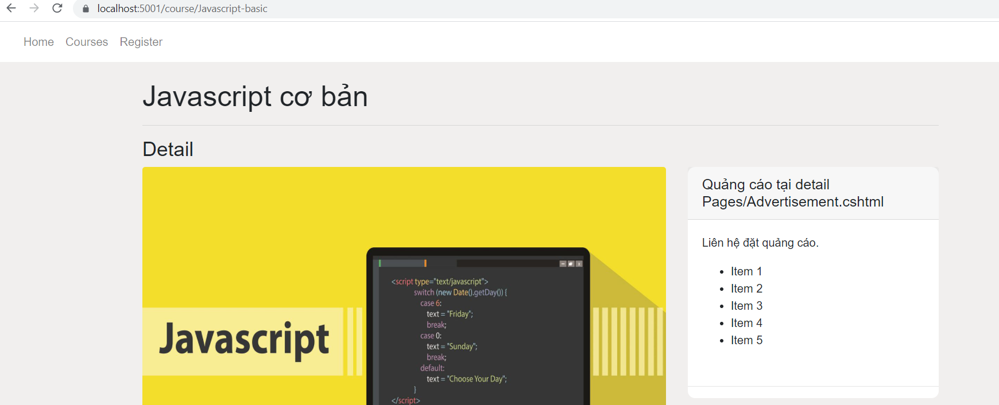 localhost:5001/course/Javascript-basic
Home Courses Register
Javascript cơ bản
Detail
Javascript
<script type="text/javascript">
switch (new Date().getDay()) {
case 6:
text = "Friday";
break;
case 0:
text = "Sunday";
break;
default:
text = "Choose Your Day";
}
</script>
Quảng cáo tại detail
Pages/Advertisement.cshtml
Liên hệ đặt quảng cáo.
• Item 1
• Item 2
• Item 3
• Item 4
• Item 5